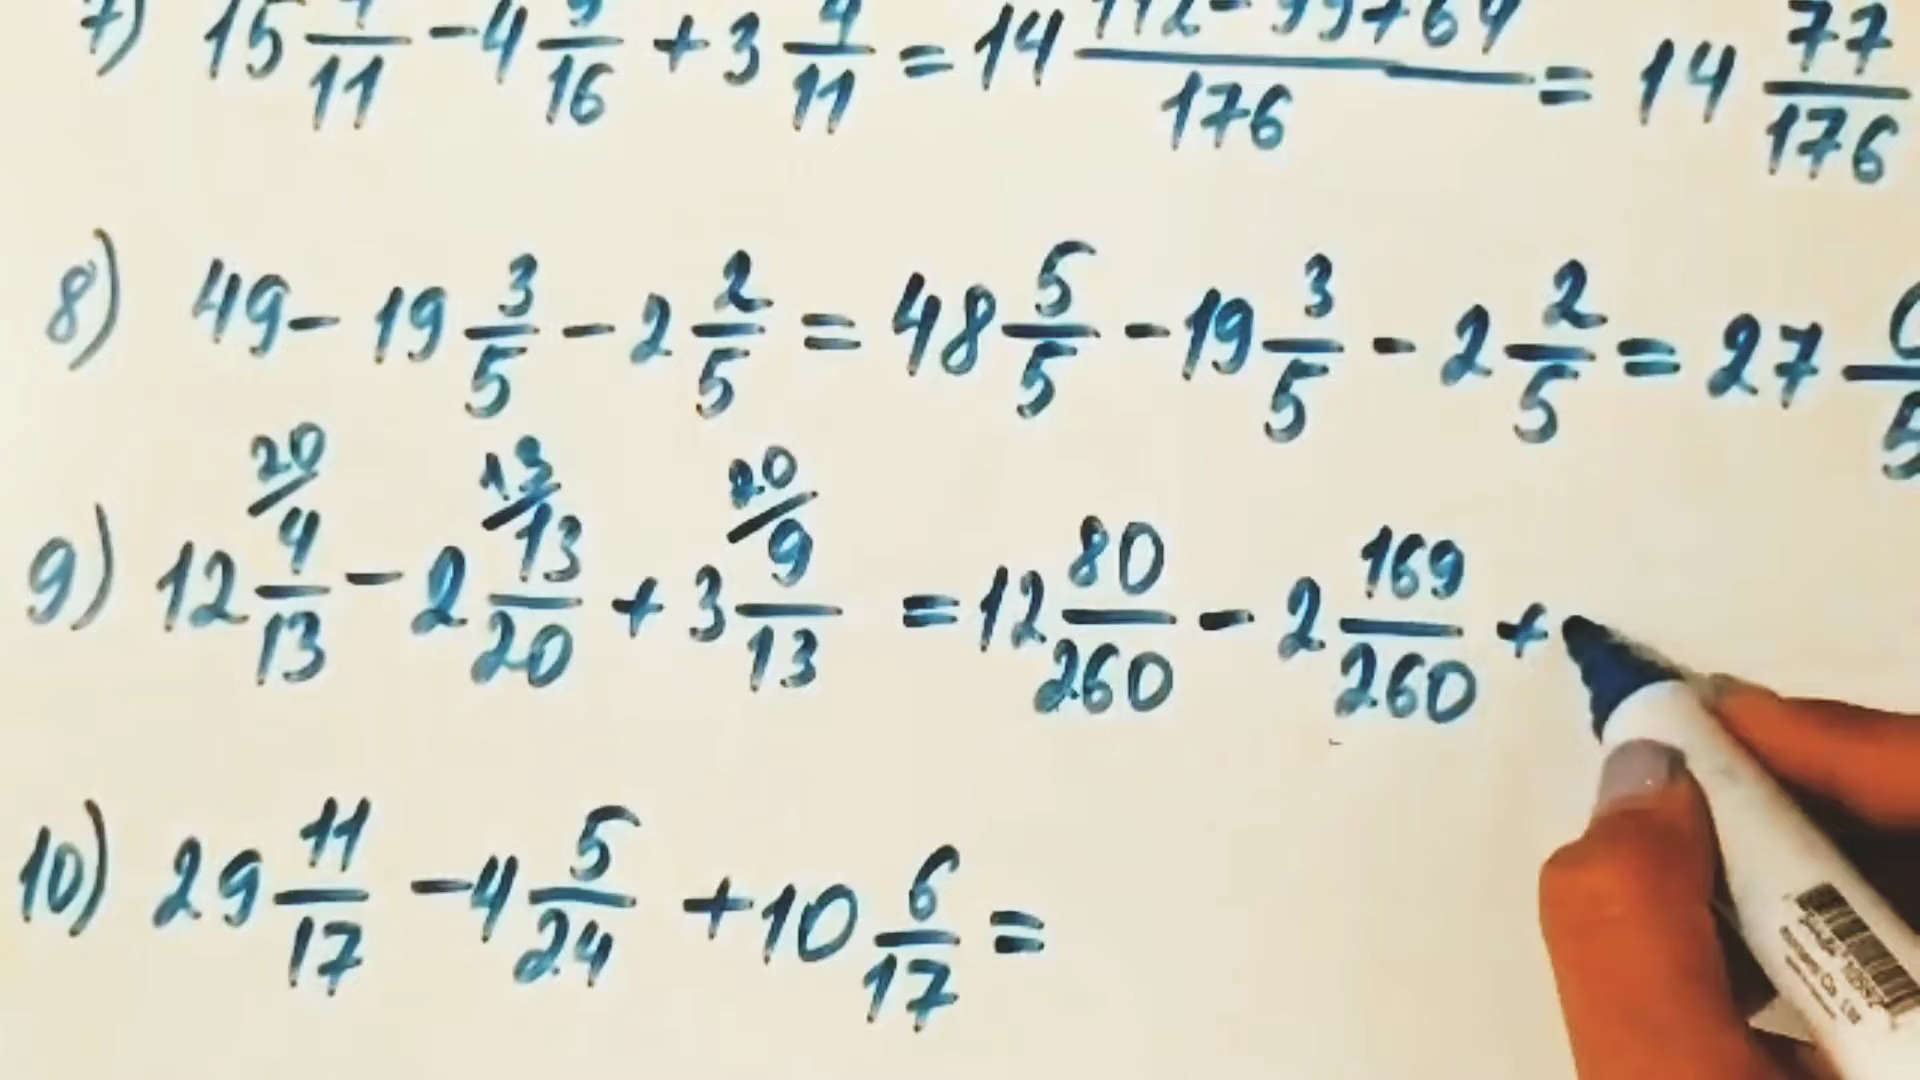 7) 15 7/11 - 4 9/16 + 3 4/11 = 14 (112-99+64)/176 = 14 77/176
8) 49 - 19 3/5 - 2 2/5 = 48 5/5 - 19 3/5 - 2 2/5 = 27
20/ 13/ 20/
9) 12 4/13 - 2 13/20 + 3 9/13 = 12 80/260 - 2 169/260 +
10) 29 11/17 - 4 5/24 + 10 6/17 =